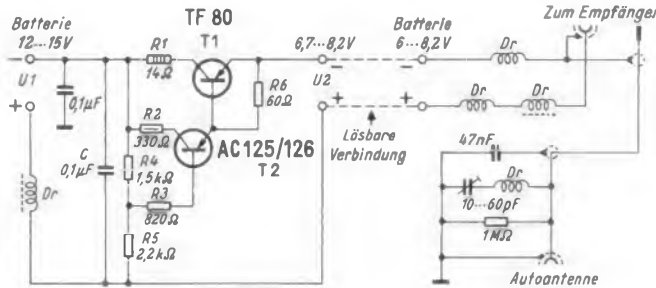 Batterie
12...15V
−
U1
+
0,1µF
C
0,1µF
Dr
R1
14Ω
TF 80
T1
R2
330Ω
R4
1,5kΩ
R3
820Ω
R5
2,2kΩ
AC125/126
T2
R6
60Ω
6,7...8,2V
−
U2
+
Lösbare
Verbindung
Batterie
6...8,2V
−
+
Dr
Dr
Dr
Zum Empfänger
47nF
Dr
10...60pF
1MΩ
Autoantenne